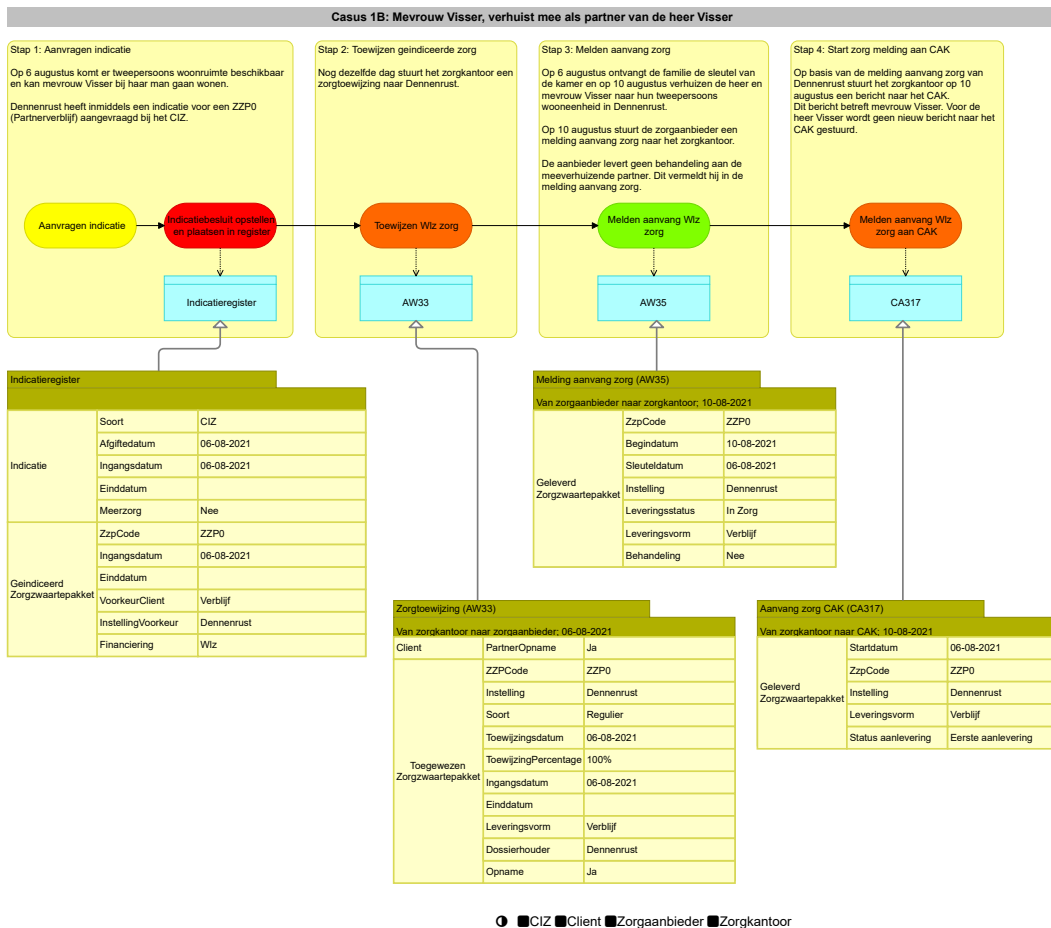 Casus 1B: Mevrouw Visser, verhuist mee als partner van de heer Visser
Stap 1: Aanvragen indicatie
Op 6 augustus komt er tweepersoons woonruimte beschikbaar
en kan mevrouw Visser bij haar man gaan wonen.
Dennenrust heeft inmiddels een indicatie voor een ZZP0
(Partnerverblijf) aangevraagd bij het CIZ.
Stap 2: Toewijzen geindiceerde zorg
Nog dezelfde dag stuurt het zorgkantoor een
zorgtoewijzing naar Dennenrust.
Stap 3: Melden aanvang zorg
Op 6 augustus ontvangt de familie de sleutel van
de kamer en op 10 augustus verhuizen de heer en
mevrouw Visser naar hun tweepersoons
wooneenheid in Dennenrust.
Op 10 augustus stuurt de zorgaanbieder een
melding aanvang zorg naar het zorgkantoor.
De aanbieder levert geen behandeling aan de
meeverhuizende partner. Dit vermeldt hij in de
melding aanvang zorg.
Stap 4: Start zorg melding aan CAK
Op basis van de melding aanvang zorg van
Dennenrust stuurt het zorgkantoor op 10
augustus een bericht naar het CAK.
Dit bericht betreft mevrouw Visser. Voor de
heer Visser wordt geen nieuw bericht naar het
CAK gestuurd.
Aanvragen indicatie
Indicatiebesluit opstellen
en plaatsen in register
Toewijzen Wlz zorg
Melden aanvang Wlz
zorg
Melden aanvang Wlz
zorg aan CAK
Indicatieregister
AW33
AW35
CA317
Indicatieregister
Indicatie
Soort CIZ
Afgiftedatum 06-08-2021
Ingangsdatum 06-08-2021
Einddatum
Meerzorg Nee
Geindiceerd
Zorgzwaartepakket
ZzpCode ZZP0
Ingangsdatum 06-08-2021
Einddatum
VoorkeurClient Verblijf
InstellingVoorkeur Dennenrust
Financiering Wlz
Melding aanvang zorg (AW35)
Van zorgaanbieder naar zorgkantoor; 10-08-2021
Geleverd
Zorgzwaartepakket
ZzpCode ZZP0
Begindatum 10-08-2021
Sleuteldatum 06-08-2021
Instelling Dennenrust
Leveringsstatus In Zorg
Leveringsvorm Verblijf
Behandeling Nee
Zorgtoewijzing (AW33)
Van zorgkantoor naar zorgaanbieder; 06-08-2021
Client PartnerOpname Ja
Toegewezen
Zorgzwaartepakket
ZZPCode ZZP0
Instelling Dennenrust
Soort Regulier
Toewijzingsdatum 06-08-2021
ToewijzingPercentage 100%
Ingangsdatum 06-08-2021
Einddatum
Leveringsvorm Verblijf
Dossierhouder Dennenrust
Opname Ja
Aanvang zorg CAK (CA317)
Van zorgkantoor naar CAK; 10-08-2021
Geleverd
Zorgzwaartepakket
Startdatum 06-08-2021
ZzpCode ZZP0
Instelling Dennenrust
Leveringsvorm Verblijf
Status aanlevering Eerste aanlevering
CIZ Client Zorgaanbieder Zorgkantoor